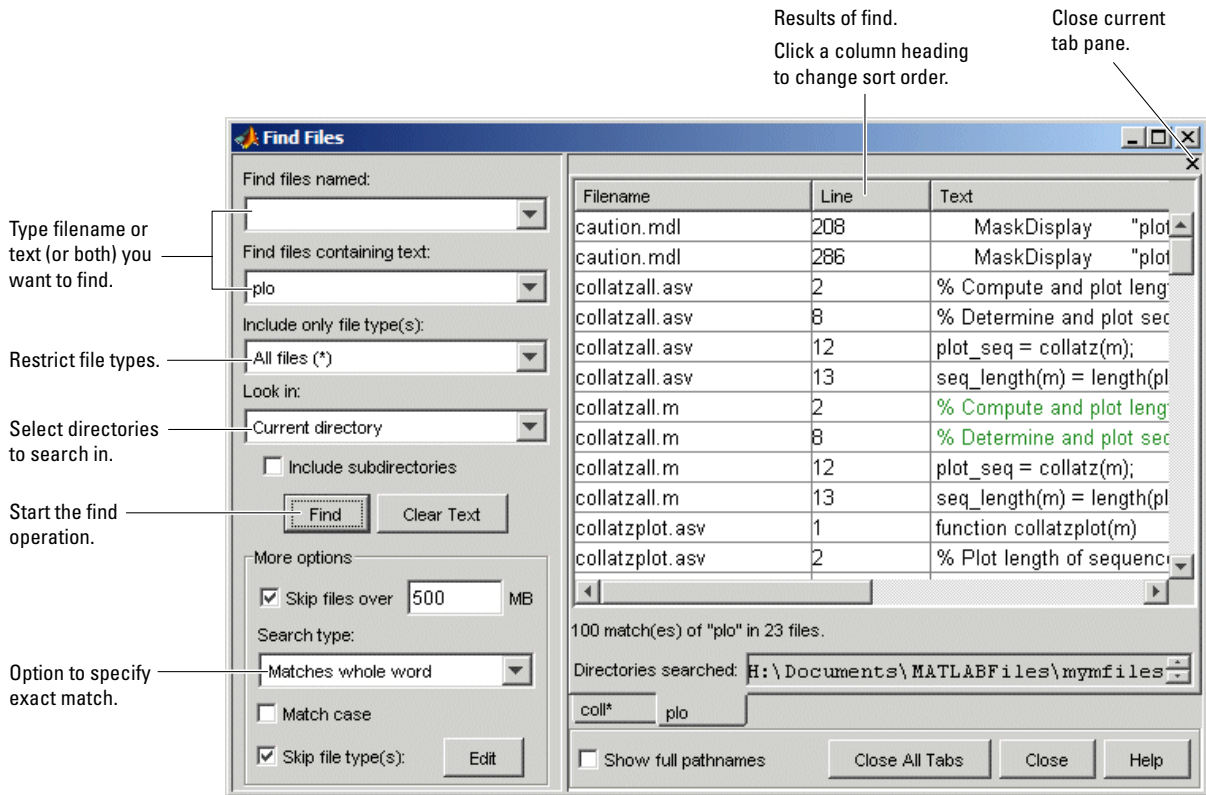 Results of find.
Click a column heading
to change sort order.
Close current
tab pane.
Find Files
Type filename or
text (or both) you
want to find.
Restrict file types.
Select directories
to search in.
Start the find
operation.
Option to specify
exact match.
Find files named:
Find files containing text:
plo
Include only file type(s):
All files (*)
Look in:
Current directory
Include subdirectories
Find Clear Text
More options
Skip files over 500 MB
Search type:
Matches whole word
Match case
Skip file type(s): Edit
Filename Line Text
caution.mdl 208 MaskDisplay "plot
caution.mdl 286 MaskDisplay "plot
collatzall.asv 2 % Compute and plot leng
collatzall.asv 8 % Determine and plot sec
collatzall.asv 12 plot_seq = collatz(m);
collatzall.asv 13 seq_length(m) = length(pl
collatzall.m 2 % Compute and plot leng
collatzall.m 8 % Determine and plot sec
collatzall.m 12 plot_seq = collatz(m);
collatzall.m 13 seq_length(m) = length(pl
collatzplot.asv 1 function collatzplot(m)
collatzplot.asv 2 % Plot length of sequence
100 match(es) of "plo" in 23 files.
Directories searched: H:\Documents\MATLABFiles\mymfiles
coll* plo
Show full pathnames Close All Tabs Close Help